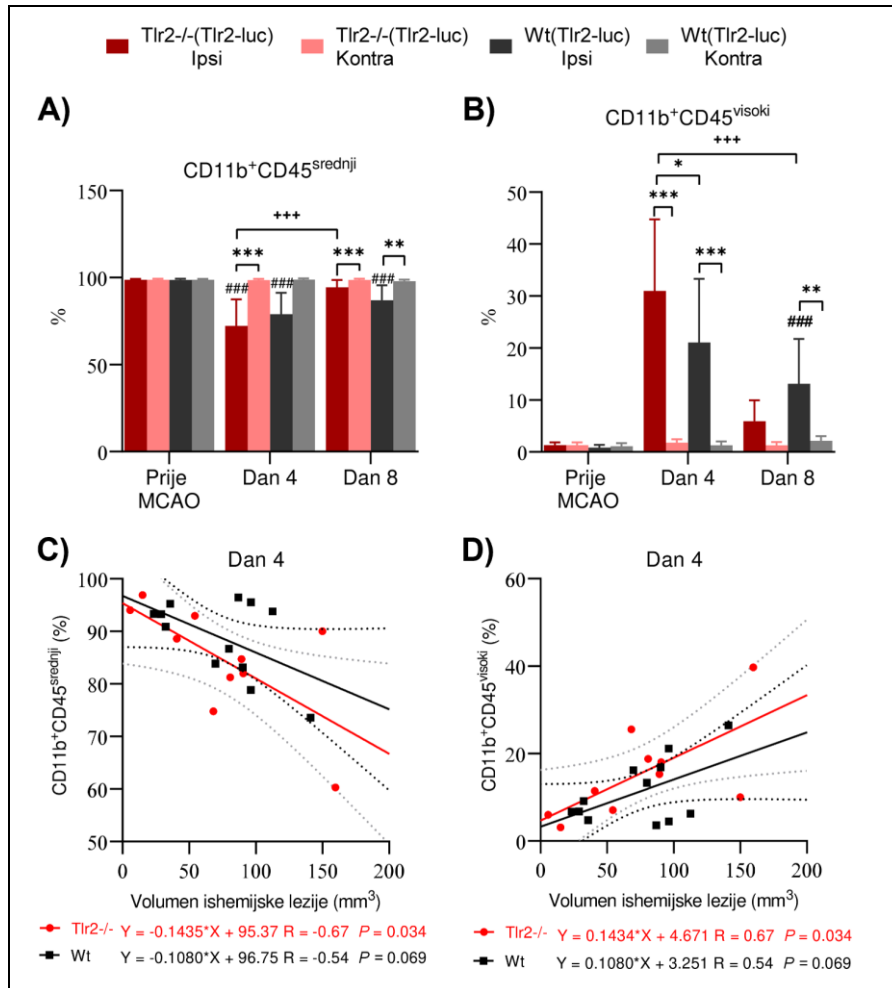 Tlr2-/-(Tlr2-luc) Ipsi
Tlr2-/-(Tlr2-luc) Kontra
Wt(Tlr2-luc) Ipsi
Wt(Tlr2-luc) Kontra
A)
CD11b⁺CD45ˢʳᵉᵈⁿʲⁱ
150
100
50
0
%
+++
*** *** **
### ### ###
Prije MCAO
Dan 4
Dan 8
B)
CD11b⁺CD45ᵛⁱˢᵒᵏⁱ
50
40
30
20
10
0
%
+++
*
***
***
**
###
Prije MCAO
Dan 4
Dan 8
C)
Dan 4
CD11b⁺CD45ˢʳᵉᵈⁿʲⁱ (%)
100
90
80
70
60
50
0 50 100 150 200
Volumen ishemijske lezije (mm³)
Tlr2-/- Y = -0.1435*X + 95.37 R = -0.67 P = 0.034
Wt Y = -0.1080*X + 96.75 R = -0.54 P = 0.069
D)
Dan 4
CD11b⁺CD45ᵛⁱˢᵒᵏⁱ (%)
60
40
20
0
0 50 100 150 200
Volumen ishemijske lezije (mm³)
Tlr2-/- Y = 0.1434*X + 4.671 R = 0.67 P = 0.034
Wt Y = 0.1080*X + 3.251 R = 0.54 P = 0.069